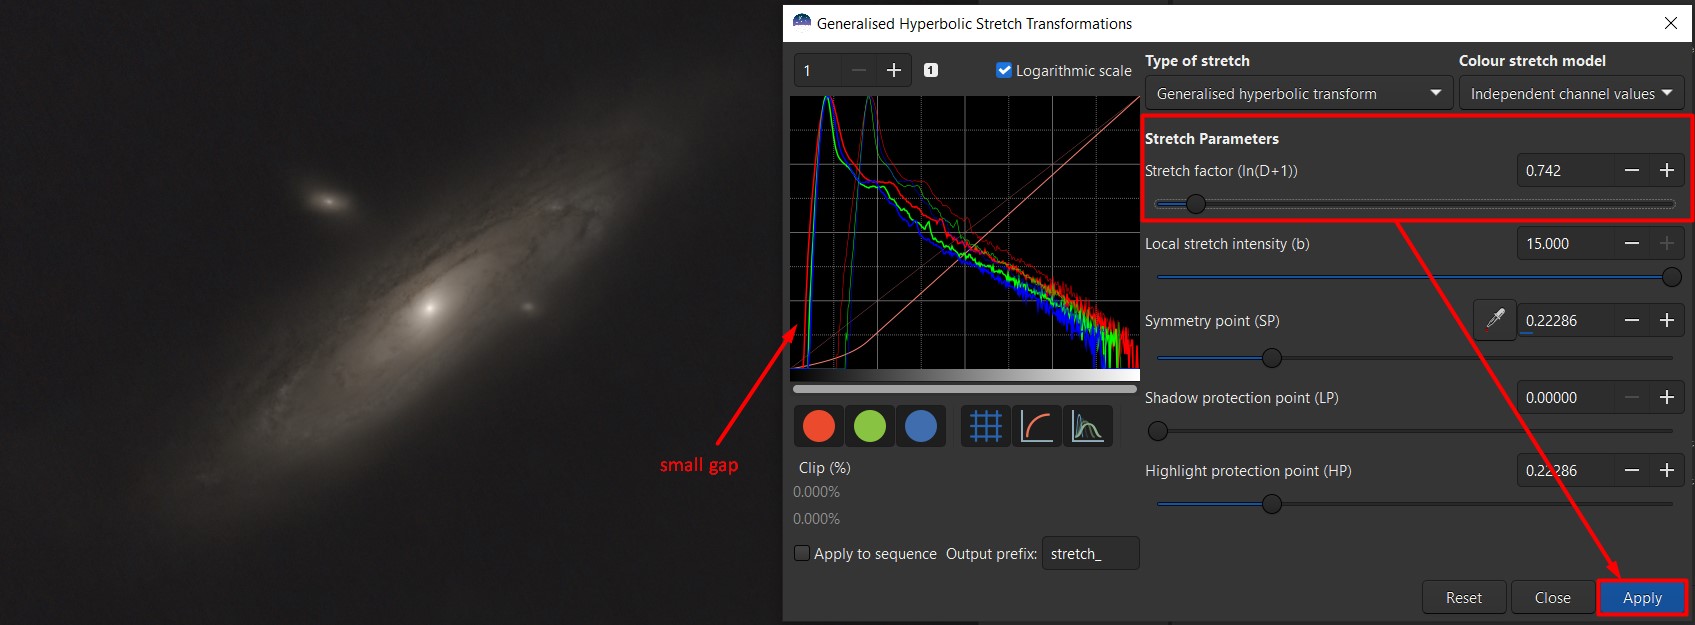 Generalised Hyperbolic Stretch Transformations
1
1
Logarithmic scale
Type of stretch
Colour stretch model
Generalised hyperbolic transform
Independent channel values
Stretch Parameters
Stretch factor (ln(D+1))
0.742
Local stretch intensity (b)
15.000
Symmetry point (SP)
0.22286
Shadow protection point (LP)
0.00000
Highlight protection point (HP)
0.22286
small gap
Clip (%)
0.000%
0.000%
Apply to sequence
Output prefix:
stretch_
Reset
Close
Apply